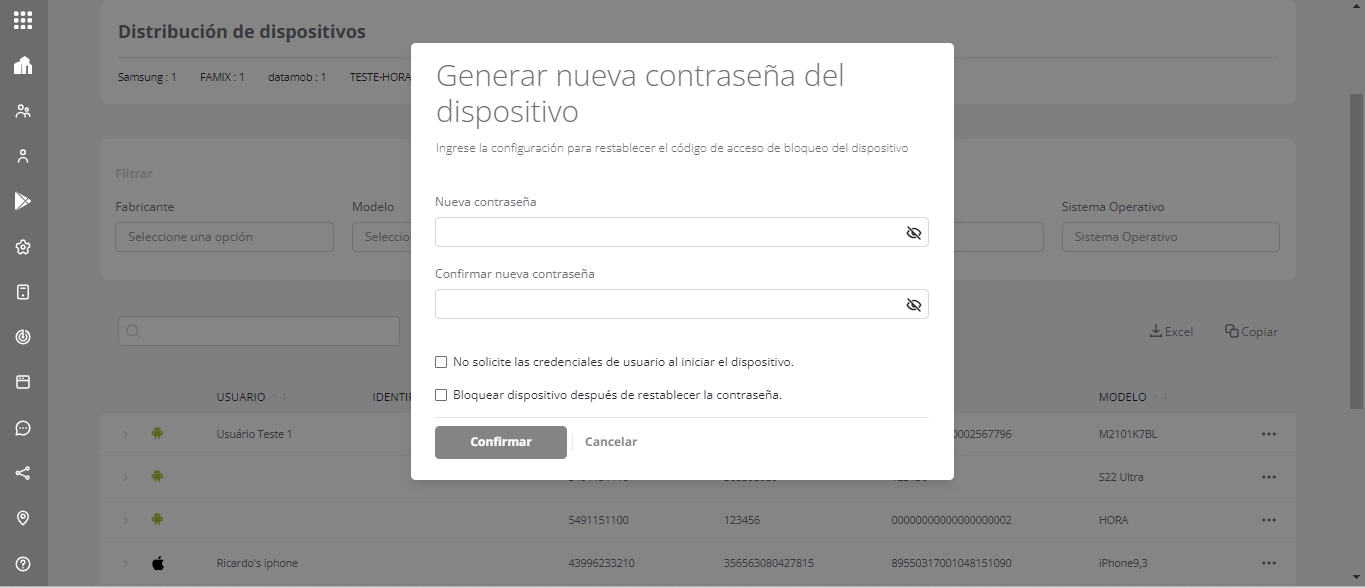 Distribución de dispositivos
Samsung : 1 FAMIX : 1 datamob : 1 TESTE-HORA
Generar nueva contraseña del
dispositivo
Ingrese la configuración para restablecer el código de acceso de bloqueo del dispositivo
Nueva contraseña
Confirmar nueva contraseña
No solicite las credenciales de usuario al iniciar el dispositivo.
Bloquear dispositivo después de restablecer la contraseña.
Confirmar Cancelar
Filtrar
Fabricante Modelo Sistema Operativo
Seleccione una opción Seleccio Sistema Operativo
Excel Copiar
USUARIO IDENTIF MODELO
Usuário Teste 1 0002567796 M2101K7BL
S22 Ultra
5491151100 123456 00000000000000000002 HORA
Ricardo's iphone 43996233210 356563080427815 89550317001048151090 iPhone9,3